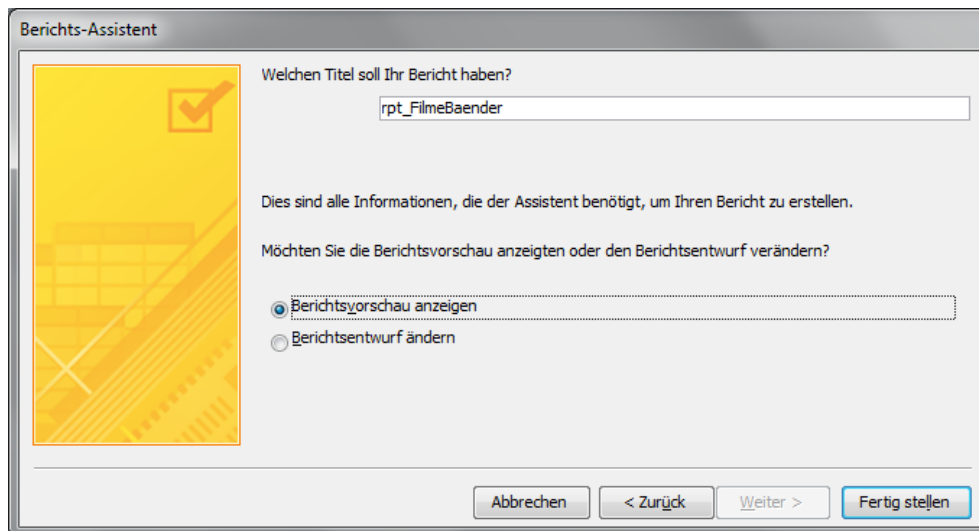 Berichts-Assistent
Welchen Titel soll Ihr Bericht haben?
rpt_FilmeBaender
Dies sind alle Informationen, die der Assistent benötigt, um Ihren Bericht zu erstellen.
Möchten Sie die Berichtsvorschau anzeigten oder den Berichtsentwurf verändern?
Berichtsvorschau anzeigen
Berichtsentwurf ändern
Abbrechen < Zurück Weiter > Fertig stellen